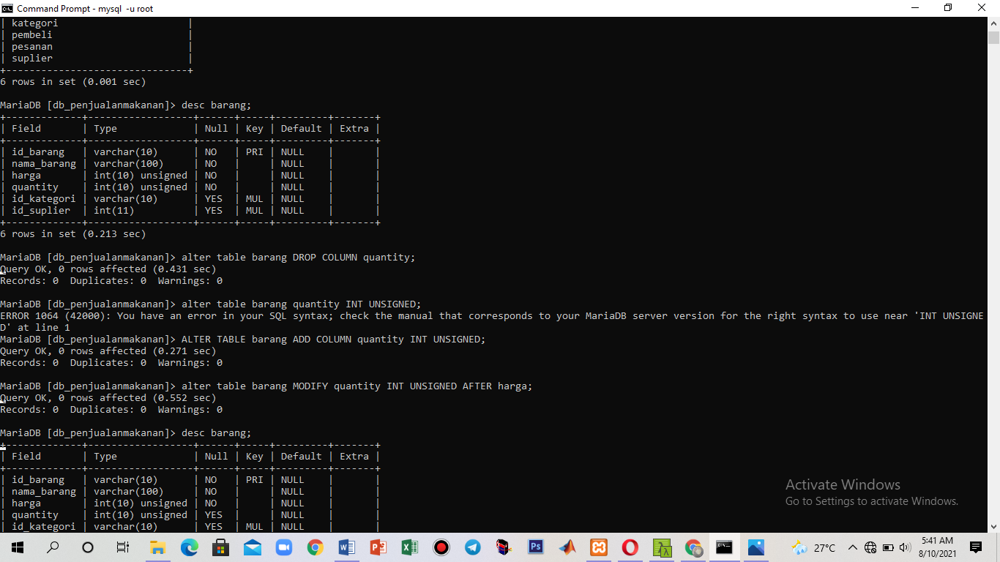 Command Prompt - mysql  -u root
| kategori                      |
| pembeli                       |
| pesanan                       |
| suplier                       |
+-------------------------------+
6 rows in set (0.001 sec)
MariaDB [db_penjualanmakanan]> desc barang;
+-------------+------------------+------+-----+---------+-------+
| Field       | Type             | Null | Key | Default | Extra |
+-------------+------------------+------+-----+---------+-------+
| id_barang   | varchar(10)      | NO   | PRI | NULL    |       |
| nama_barang | varchar(100)     | NO   |     | NULL    |       |
| harga       | int(10) unsigned | NO   |     | NULL    |       |
| quantity    | int(10) unsigned | NO   |     | NULL    |       |
| id_kategori | varchar(10)      | YES  | MUL | NULL    |       |
| id_suplier  | int(11)          | YES  | MUL | NULL    |       |
+-------------+------------------+------+-----+---------+-------+
6 rows in set (0.213 sec)
MariaDB [db_penjualanmakanan]> alter table barang DROP COLUMN quantity;
Query OK, 0 rows affected (0.431 sec)
Records: 0  Duplicates: 0  Warnings: 0
MariaDB [db_penjualanmakanan]> alter table barang quantity INT UNSIGNED;
ERROR 1064 (42000): You have an error in your SQL syntax; check the manual that corresponds to your MariaDB server version for the right syntax to use near 'INT UNSIGNE
D' at line 1
MariaDB [db_penjualanmakanan]> ALTER TABLE barang ADD COLUMN quantity INT UNSIGNED;
Query OK, 0 rows affected (0.271 sec)
Records: 0  Duplicates: 0  Warnings: 0
MariaDB [db_penjualanmakanan]> alter table barang MODIFY quantity INT UNSIGNED AFTER harga;
Query OK, 0 rows affected (0.552 sec)
Records: 0  Duplicates: 0  Warnings: 0
MariaDB [db_penjualanmakanan]> desc barang;
+-------------+------------------+------+-----+---------+-------+
| Field       | Type             | Null | Key | Default | Extra |
+-------------+------------------+------+-----+---------+-------+
| id_barang   | varchar(10)      | NO   | PRI | NULL    |       |
| nama_barang | varchar(100)     | NO   |     | NULL    |       |
| harga       | int(10) unsigned | NO   |     | NULL    |       |
| quantity    | int(10) unsigned | YES  |     | NULL    |       |
| id_kategori | varchar(10)      | YES  | MUL | NULL    |       |
Activate Windows
Go to Settings to activate Windows.
27°C
5:41 AM
8/10/2021